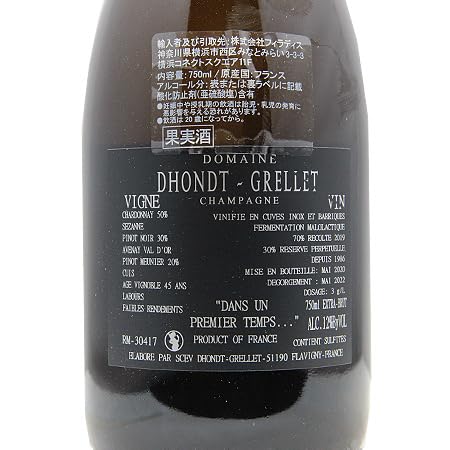 輸入者及び引取先:株式会社フィラディス
神奈川県横浜市西区みなとみらい3-3-3
横浜コネクトスクエア11F
内容量:750ml / 原産国:フランス
アルコール分:表または裏ラベルに記載
酸化防止剤(亜硫酸塩)含有
●妊娠中や授乳期の飲酒は胎児・乳児の発育に
悪影響を与える恐れがあります。
●飲酒は20歳になってから。
果実酒
DOMAINE
DHONDT - GRELLET
CHAMPAGNE
VIGNE
CHARDONNAY 50%
SEZANNE
PINOT NOIR 30%
AVENAY VAL D'OR
PINOT MEUNIER 20%
CUIS
AGE VIGNOBLE 45 ANS
LABOURS
FAIBLES RENDEMENTS
VIN
VINIFIE EN CUVES INOX ET BARRIQUES
FERMENTATION MALOLACTIQUE
70% RECOLTE 2019
30% RESERVE PERPETUELLE
DEPUIS 1986
MISE EN BOUTEILLE: MAI 2020
DEGORGEMENT: MAI 2022
DOSAGE: 3 g/L
"DANS UN
PREMIER TEMPS..."
750ml EXTRA-BRUT
ALC. 12%BYVOL
RM-30417
PRODUCT OF FRANCE
CONTIENT SULFITES
ELABORE PAR SCEV DHONDT-GRELLET-51190 FLAVIGNY-FRANCE